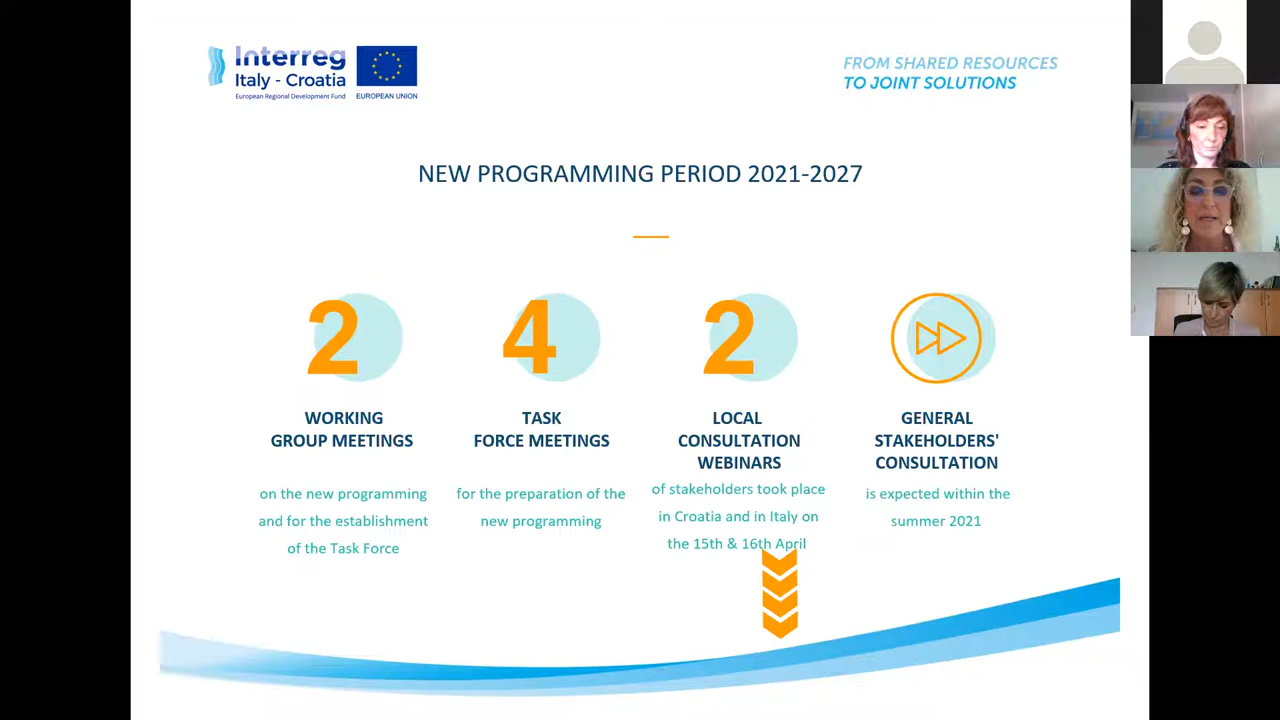 Interreg
Italy - Croatia
European Regional Development Fund
EUROPEAN UNION
FROM SHARED RESOURCES
TO JOINT SOLUTIONS
NEW PROGRAMMING PERIOD 2021-2027
2
WORKING
GROUP MEETINGS
on the new programming
and for the establishment
of the Task Force
4
TASK
FORCE MEETINGS
for the preparation of the
new programming
2
LOCAL
CONSULTATION
WEBINARS
of stakeholders took place
in Croatia and in Italy on
the 15th & 16th April
GENERAL
STAKEHOLDERS'
CONSULTATION
is expected within the
summer 2021